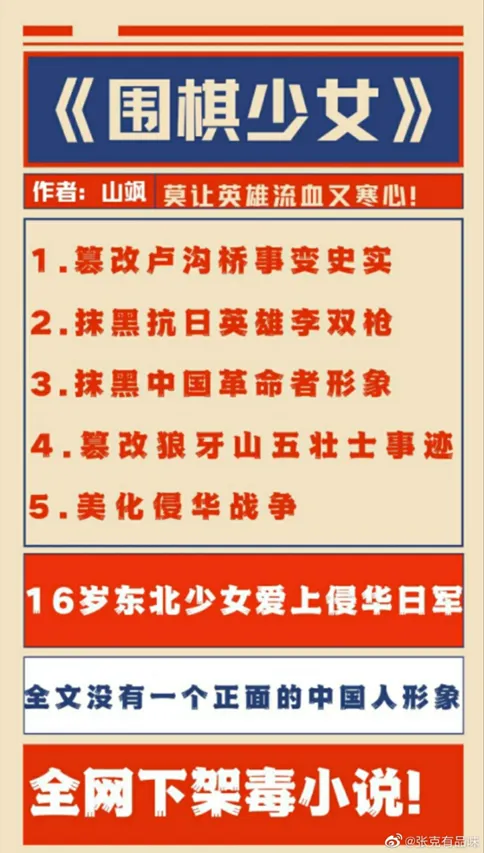 《围棋少女》
作者：山飒 莫让英雄流血又寒心！
1.篡改卢沟桥事变史实
2.抹黑抗日英雄李双枪
3.抹黑中国革命者形象
4.篡改狼牙山五壮士事迹
5.美化侵华战争
16岁东北少女爱上侵华日军
全文没有一个正面的中国人形象
全网下架毒小说！
@张克有品味